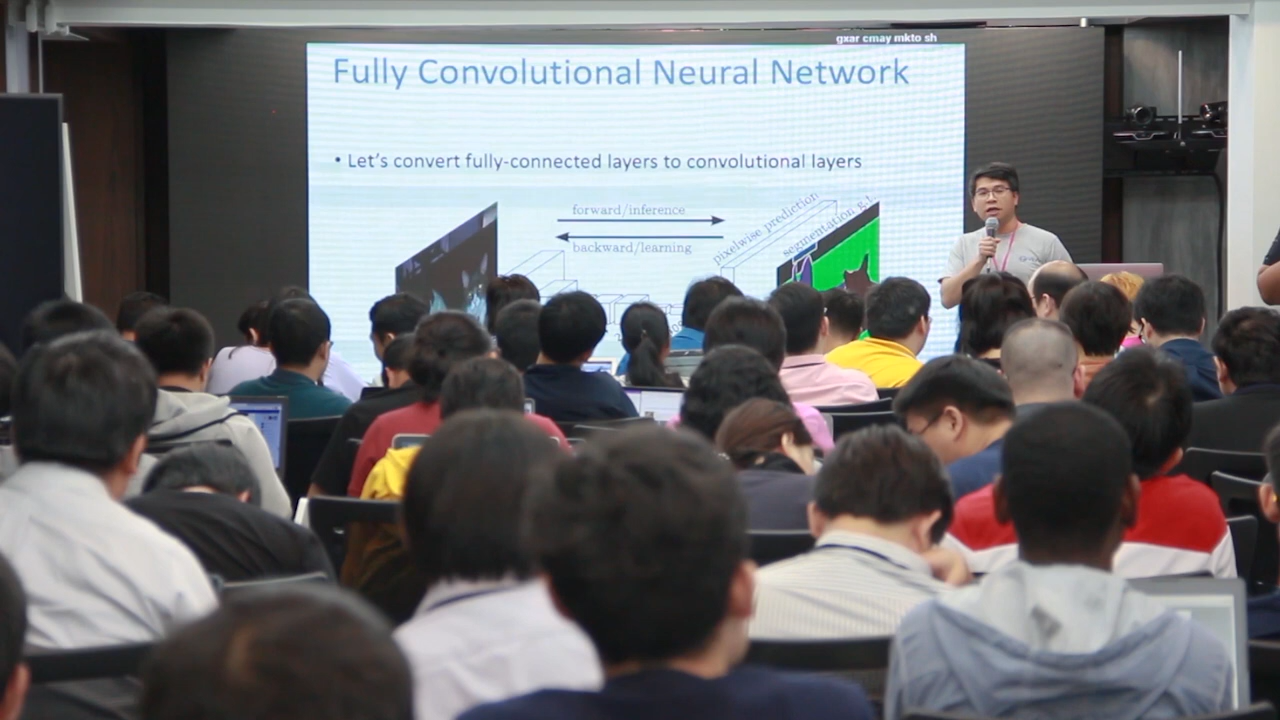 gxar cmay mkto sh
Fully Convolutional Neural Network
• Let's convert fully-connected layers to convolutional layers
forward/inference
backward/learning
pixelwise prediction
segmentation g.t.